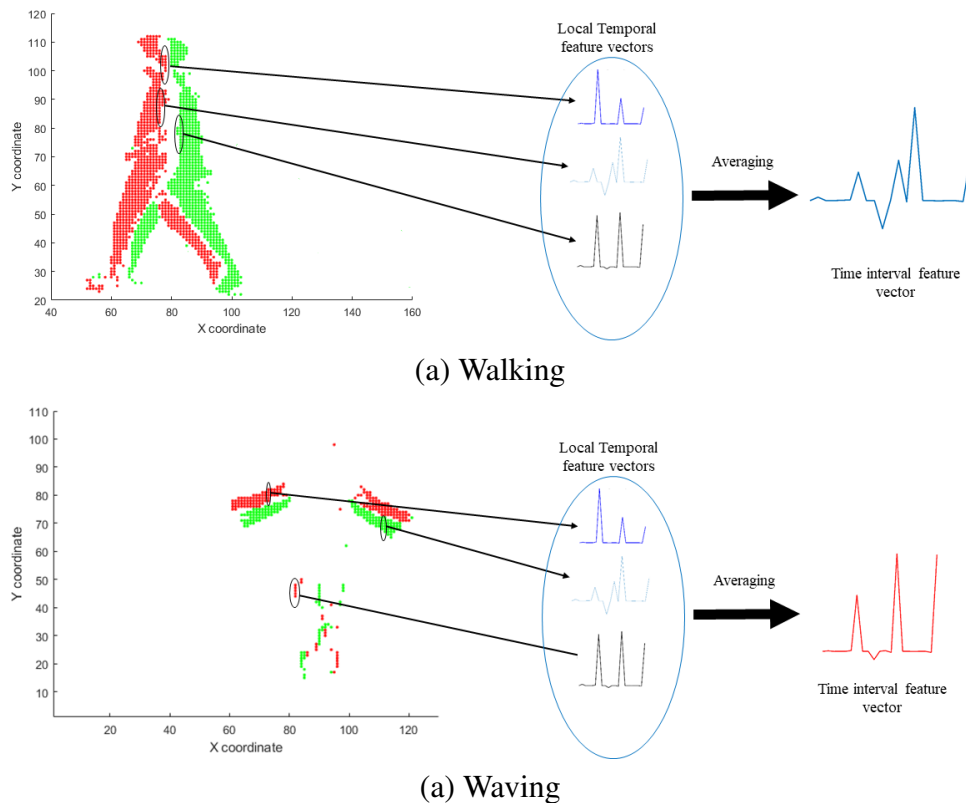 Local Temporal
feature vectors
120
110
100
90
80
70
60
50
40
30
20
Y coordinate
40
60
80
100
120
140
160
X coordinate
Averaging
Time interval feature
vector
(a) Walking
Local Temporal
feature vectors
110
100
90
80
70
60
50
40
30
20
10
Y coordinate
20
40
60
80
100
120
X coordinate
Averaging
Time interval feature
vector
(a) Waving